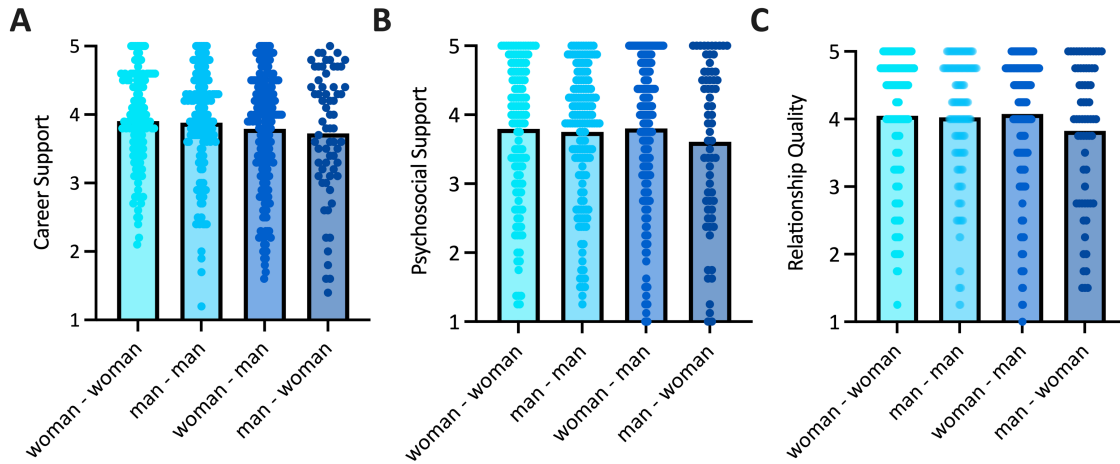 A
Career Support
5
4
3
2
1
woman - woman
man - man
woman - man
man - woman
B
Psychosocial Support
5
4
3
2
1
woman - woman
man - man
woman - man
man - woman
C
Relationship Quality
5
4
3
2
1
woman - woman
man - man
woman - man
man - woman